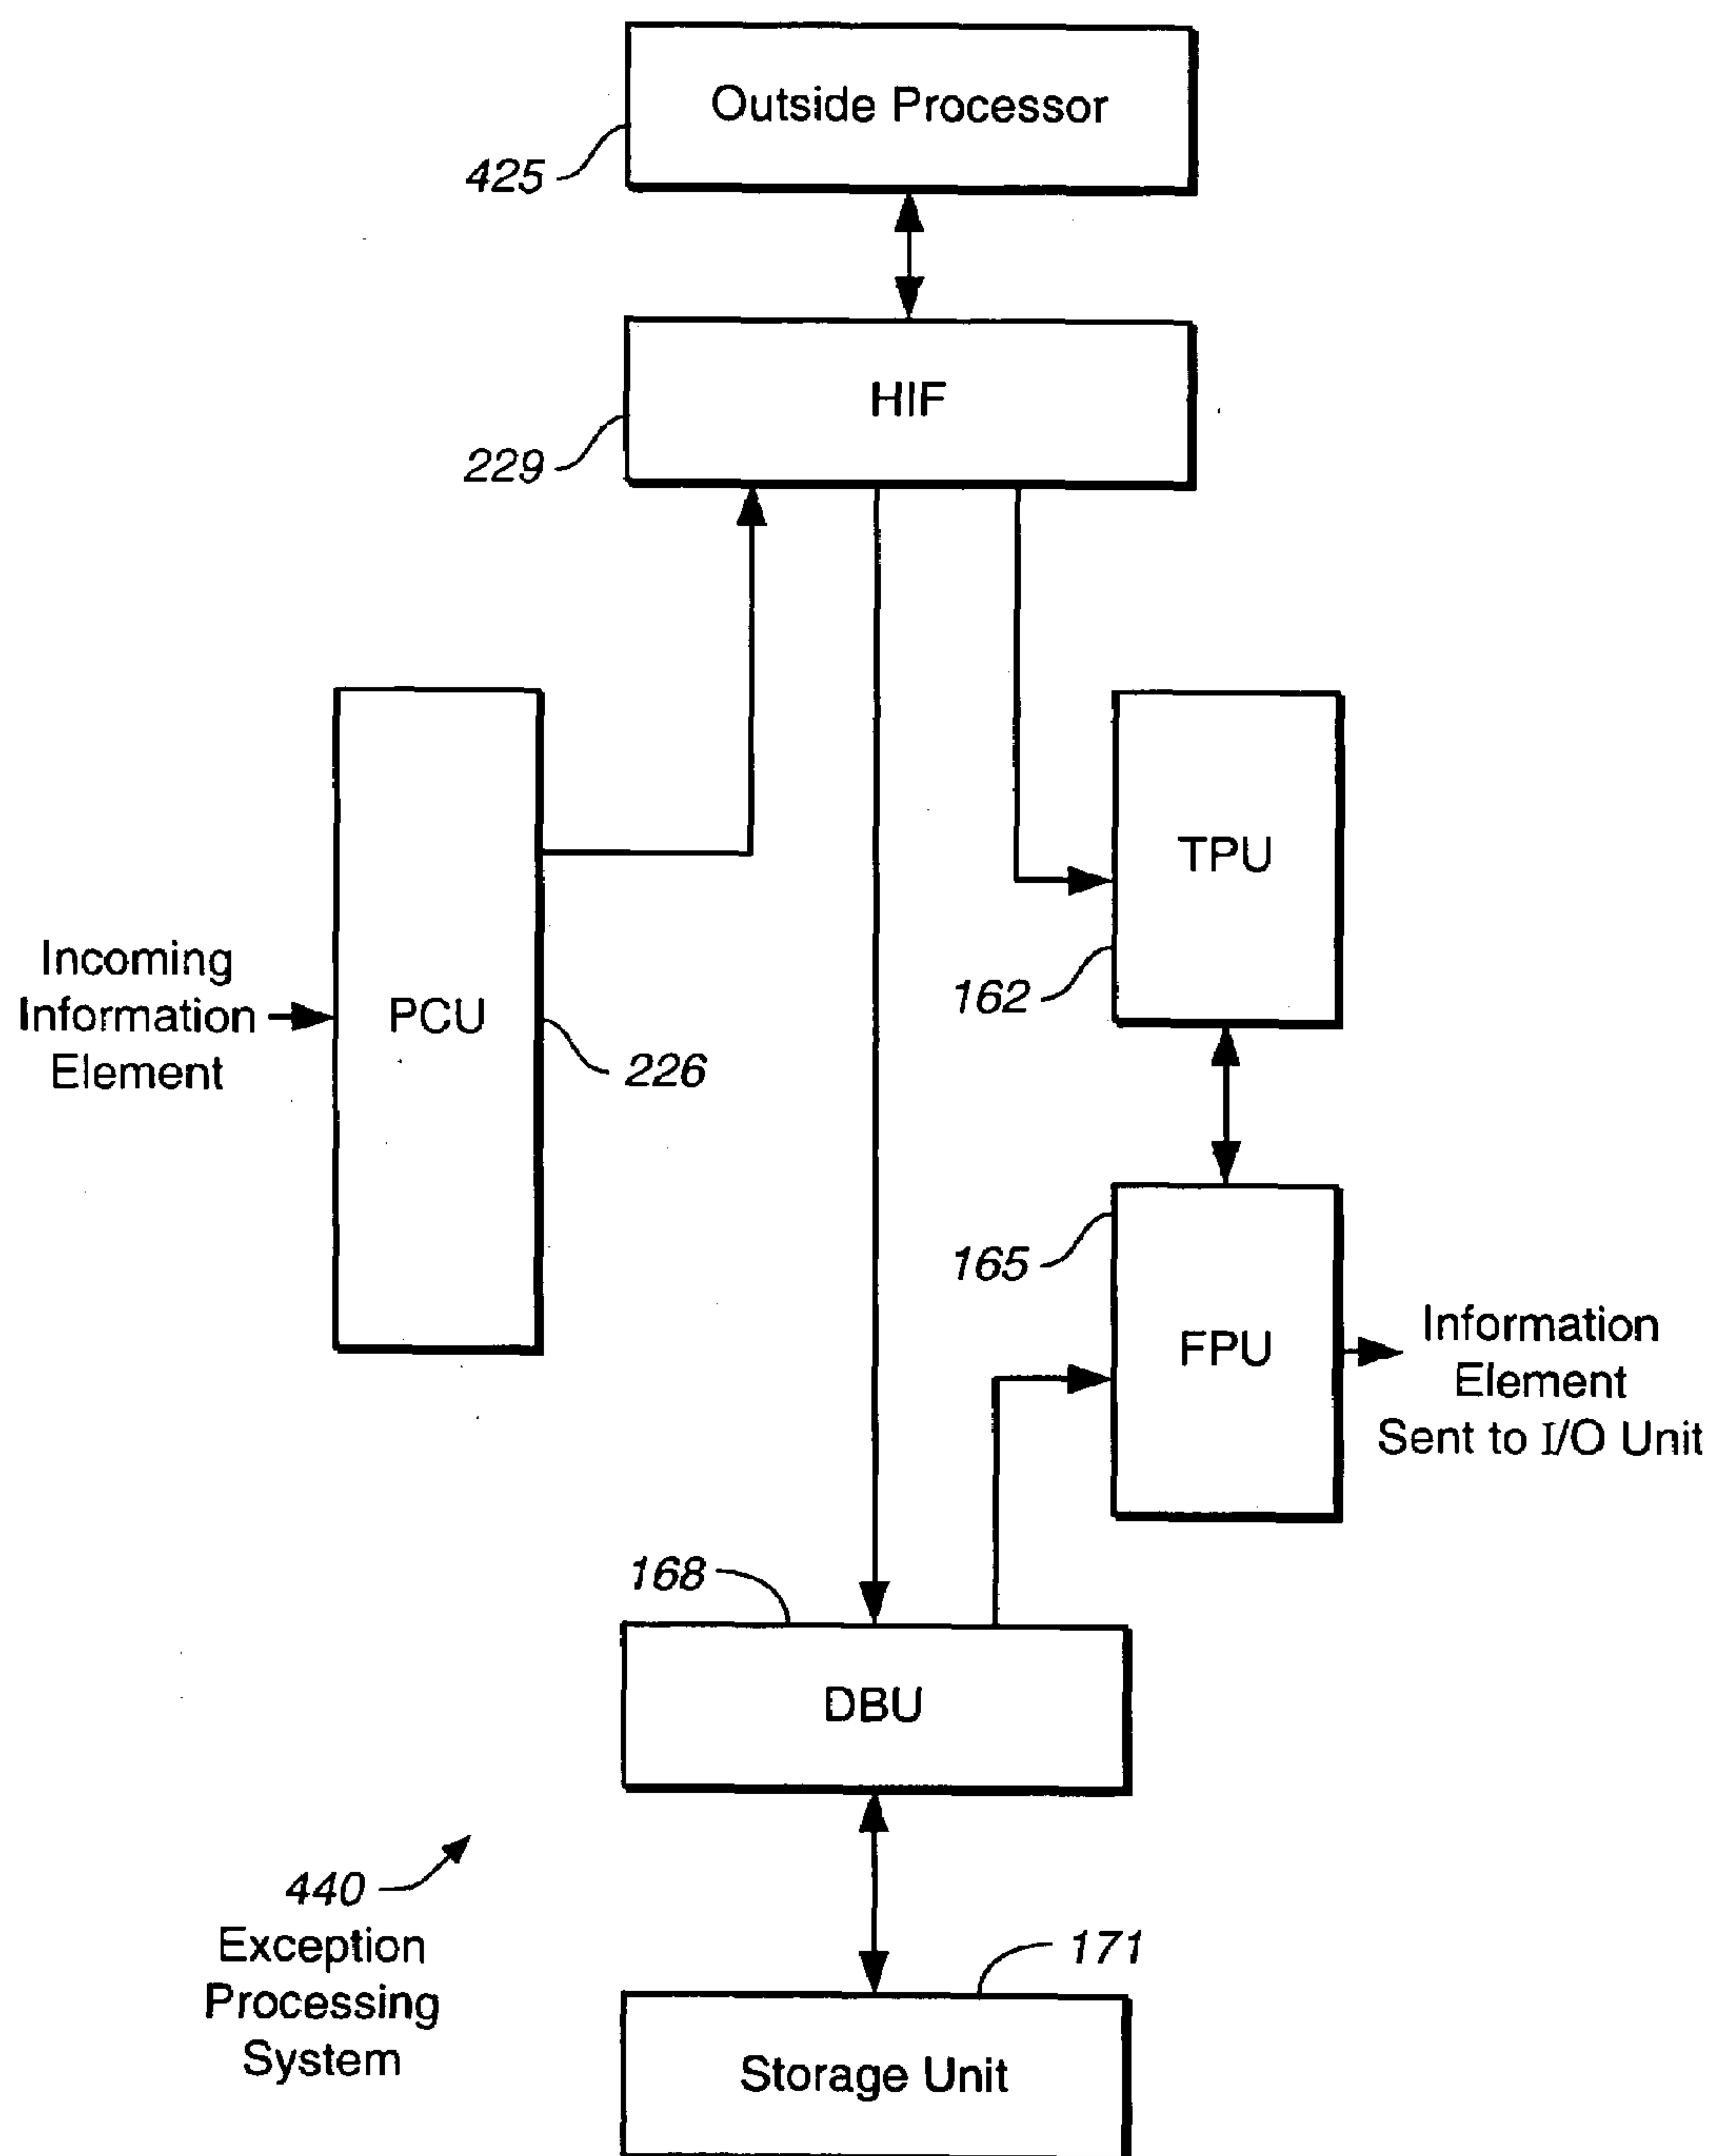 Outside Processor
425
HIF
229
TPU
162
Incoming
Information
Element
PCU
226
165
FPU
Information
Element
Sent to I/O Unit
168
DBU
440
Exception
Processing
System
171
Storage Unit